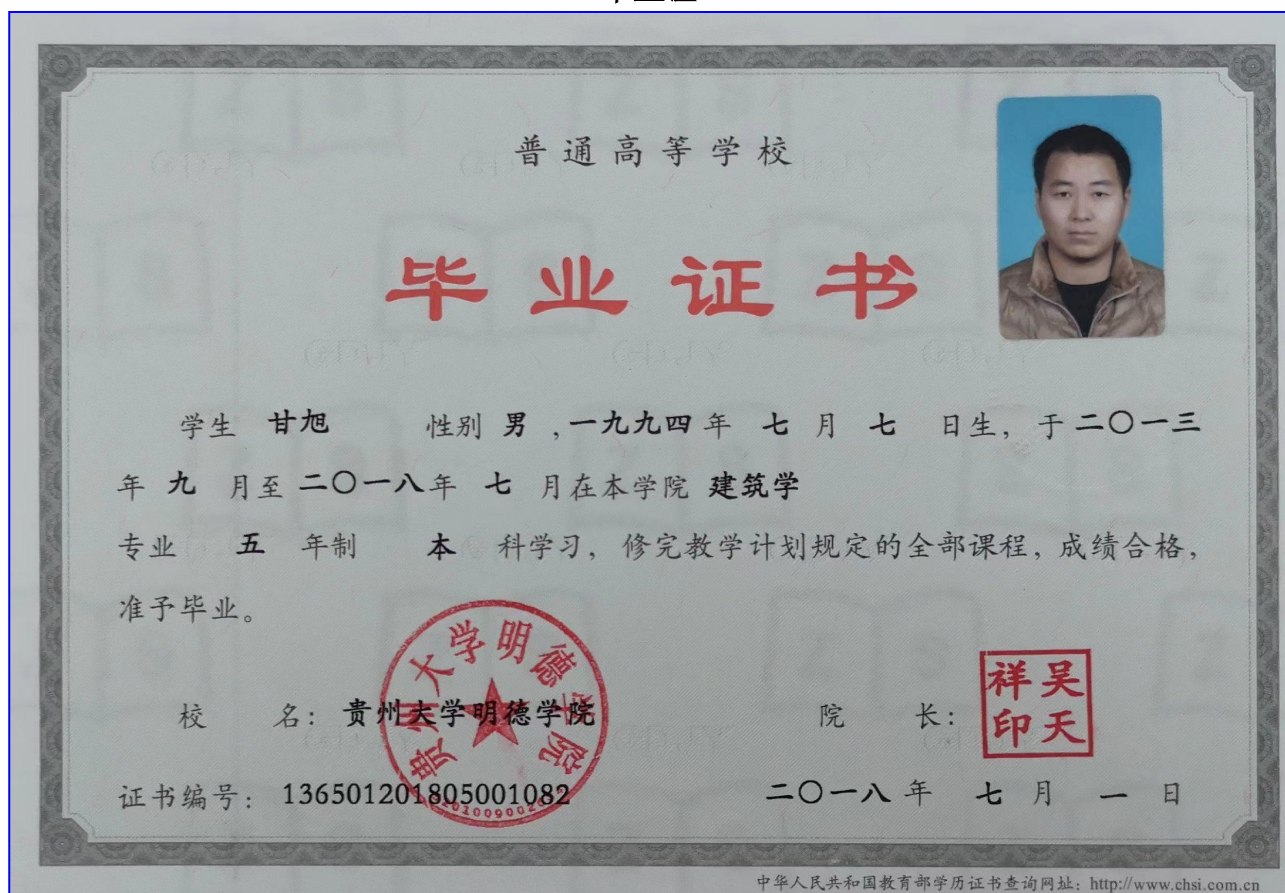 普通高等学校
毕业证书
学生 甘旭 性别 男 ,一九九四 年 七 月 七 日生, 于 二〇一三
年 九 月至 二〇一八年 七 月在本学院 建筑学
专业 五 年制 本 科学习, 修完教学计划规定的全部课程, 成绩合格,
准予毕业。
校 名: 贵州大学明德学院
贵州大学明德学院
院 长:
吴天祥印
证书编号: 136501201805001082
二〇一八 年 七 月 一 日
中华人民共和国教育部学历证书查询网址: http://www.chsi.com.cn